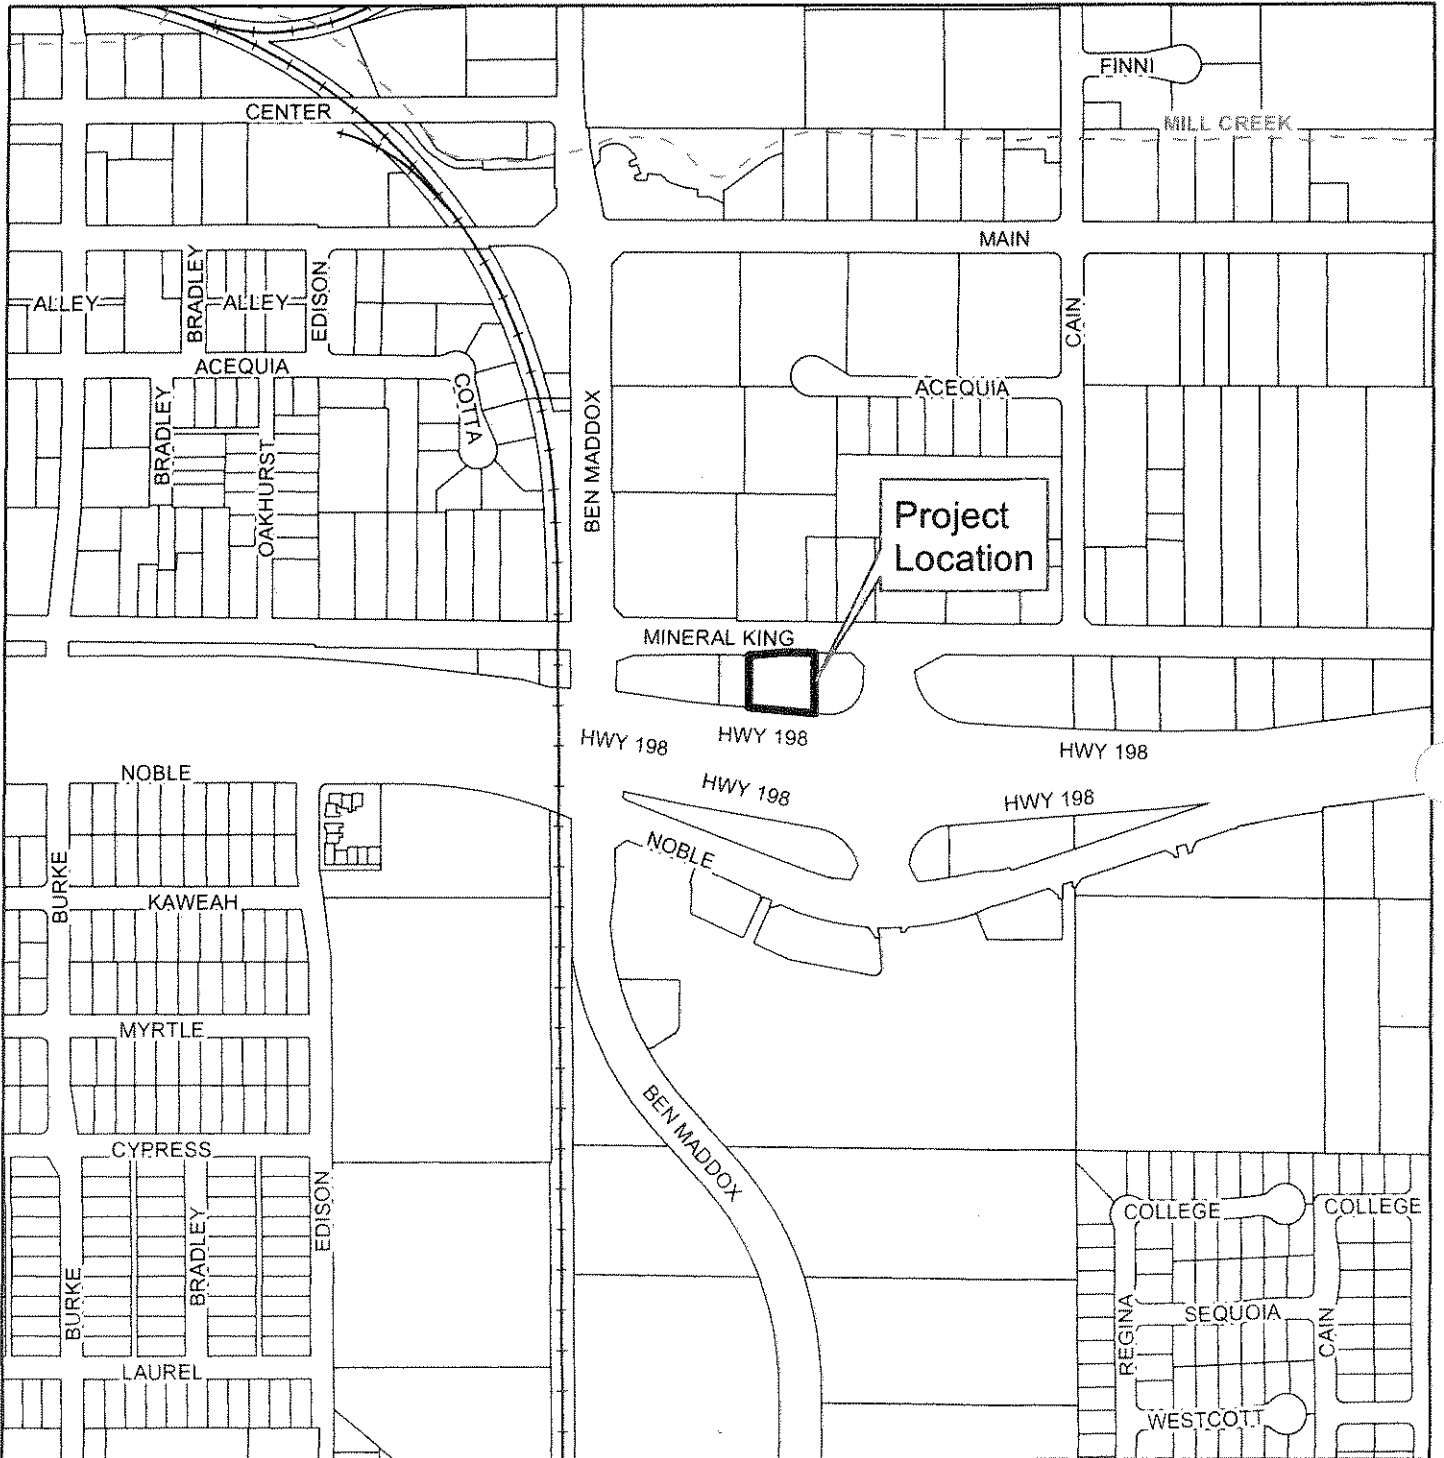 FINNI
CENTER
MILL CREEK
MAIN
BRADLEY
EDISON
ALLEY
ALLEY
CAIN
ACEQUIA
COTTA
ACEQUIA
BRADLEY
BEN MADDOX
OAKHURST
Project
Location
MINERAL KING
HWY 198
HWY 198
HWY 198
NOBLE
HWY 198
HWY 198
NOBLE
BURKE
KAWEAH
MYRTLE
BEN MADDOX
CYPRESS
EDISON
BRADLEY
COLLEGE
COLLEGE
BURKE
REGINA
SEQUOIA
CAIN
LAUREL
WESTCOTT